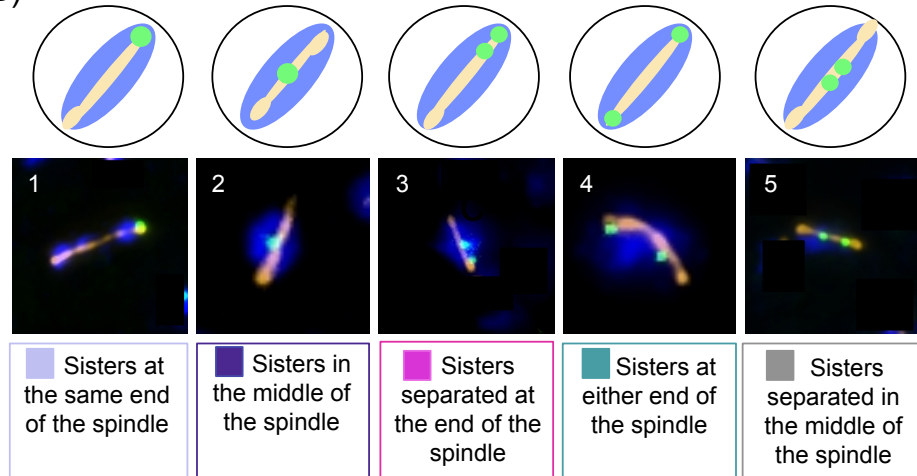 )
1 2 3 4 5
Sisters at
the same end
of the spindle
Sisters in
the middle of
the spindle
Sisters
separated at
the end of the
spindle
Sisters at
either end of
the spindle
Sisters
separated in
the middle of
the spindle